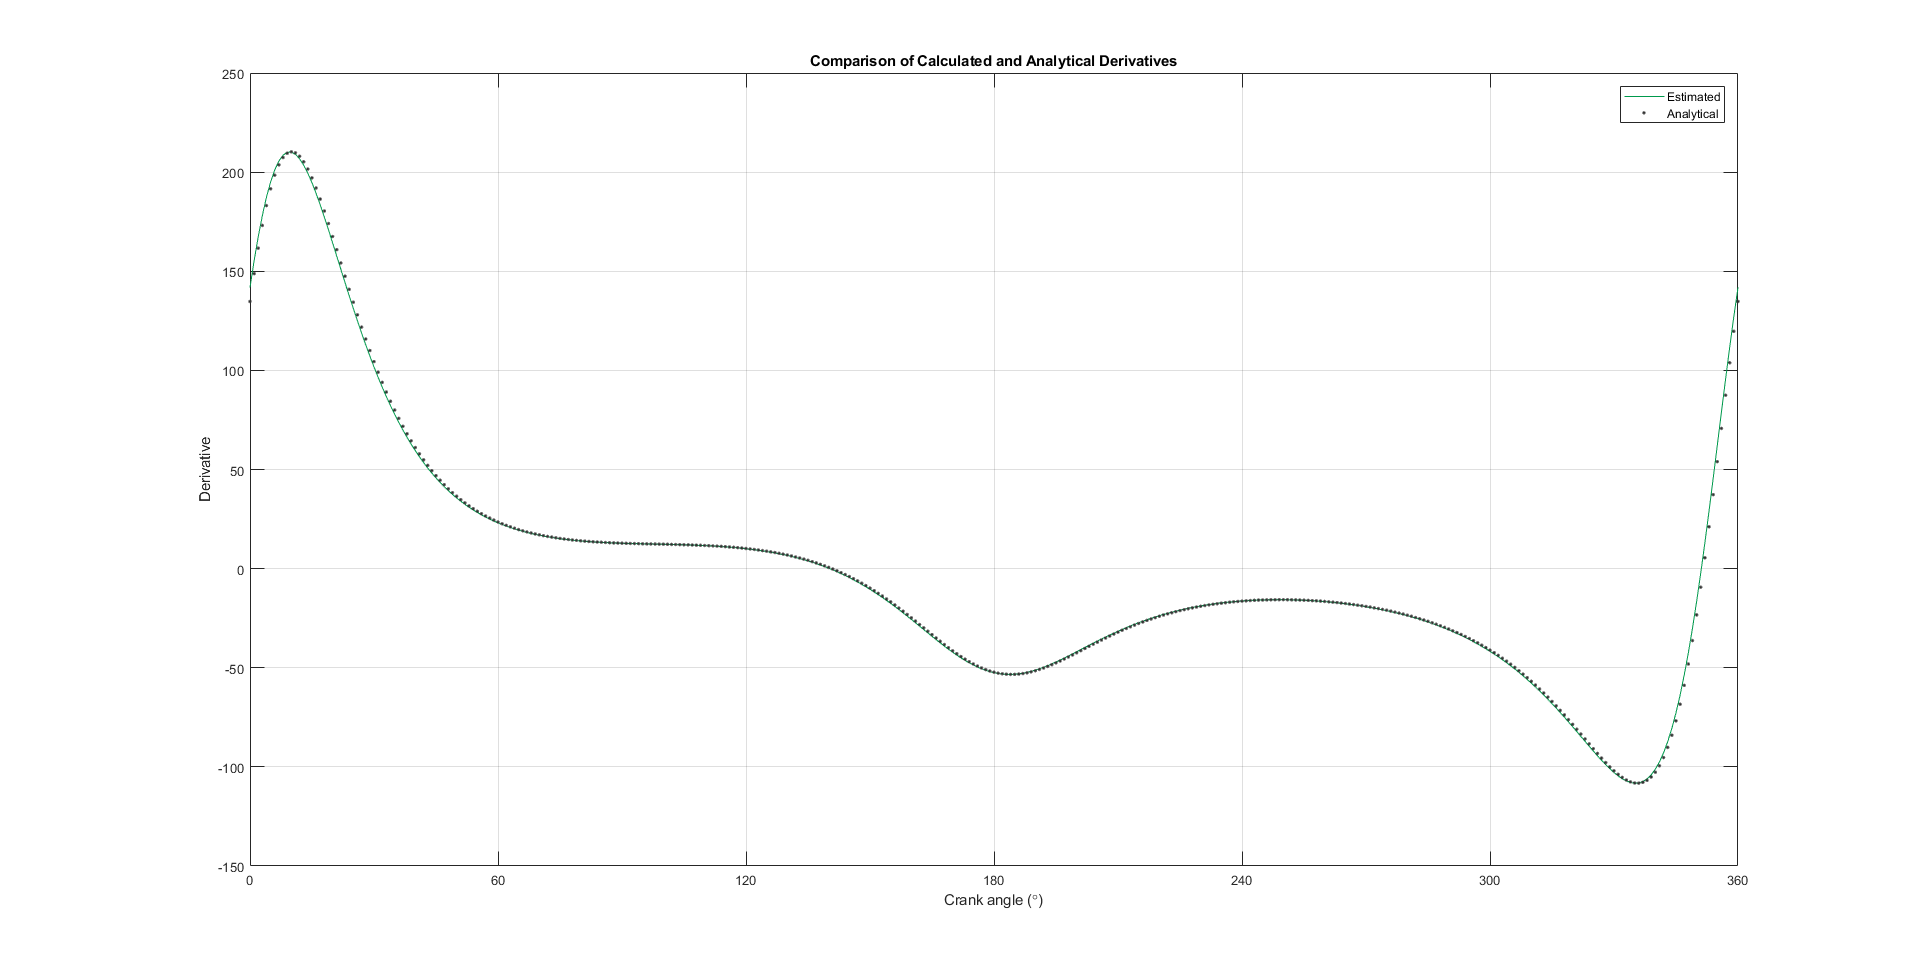 Comparison of Calculated and Analytical Derivatives
250
200
150
100
50
0
-50
-100
-150
Derivative
Estimated
Analytical
0 60 120 180 240 300 360
Crank angle (°)